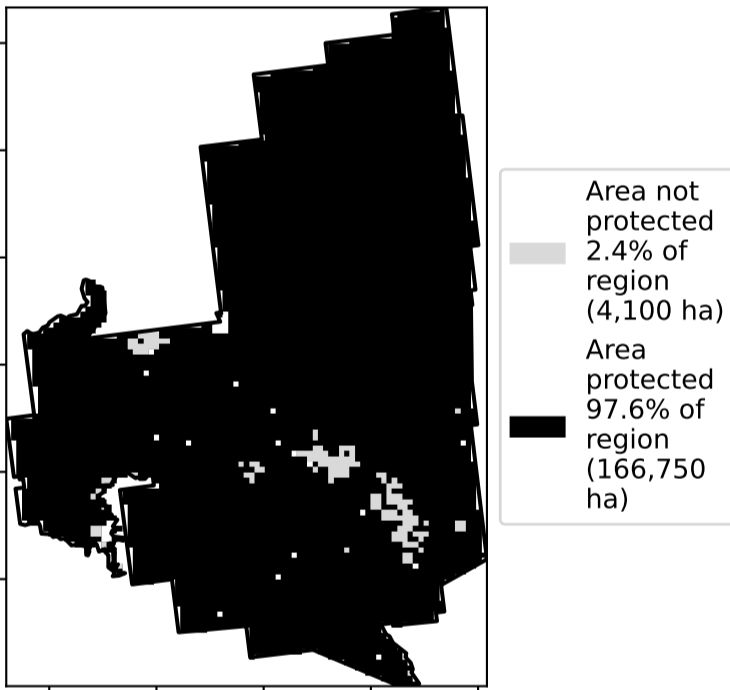 Area not
protected
2.4% of
region
(4,100 ha)
Area
protected
97.6% of
region
(166,750
ha)